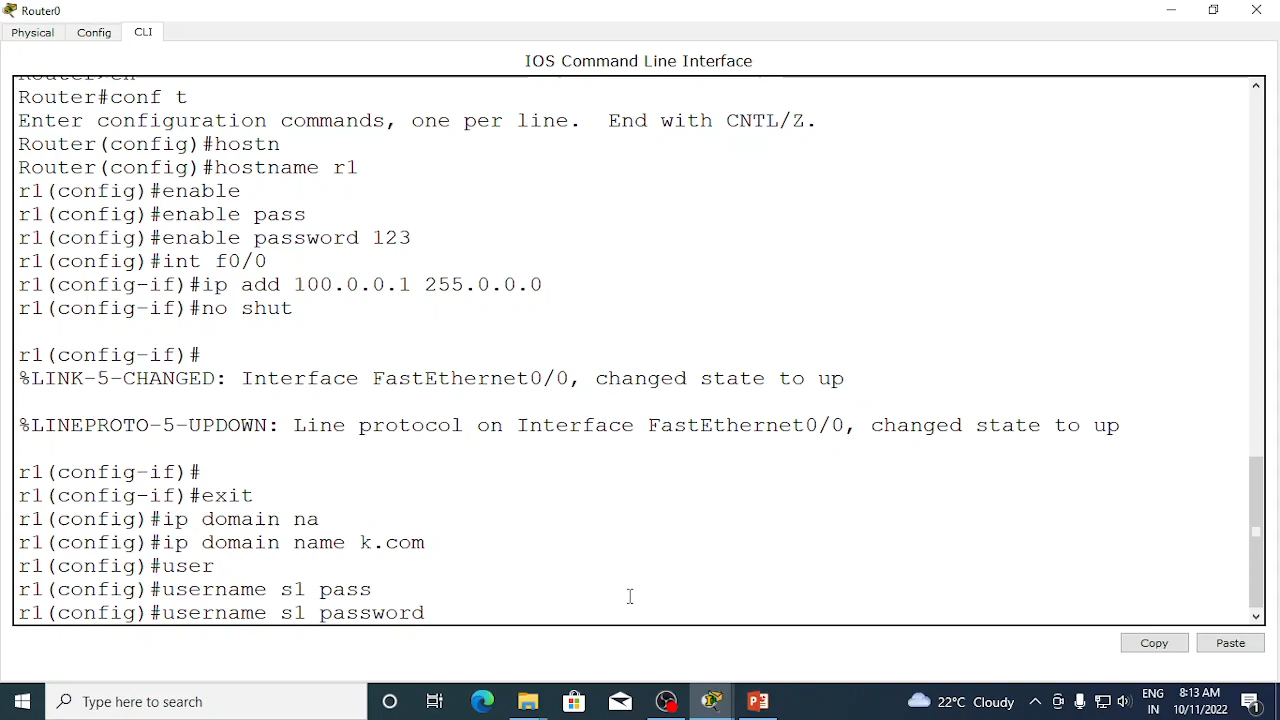 Router0
Physical
Config
CLI
IOS Command Line Interface
Router>en
Router#conf t
Enter configuration commands, one per line.  End with CNTL/Z.
Router(config)#hostn
Router(config)#hostname r1
r1(config)#enable
r1(config)#enable pass
r1(config)#enable password 123
r1(config)#int f0/0
r1(config-if)#ip add 100.0.0.1 255.0.0.0
r1(config-if)#no shut
r1(config-if)#
%LINK-5-CHANGED: Interface FastEthernet0/0, changed state to up
%LINEPROTO-5-UPDOWN: Line protocol on Interface FastEthernet0/0, changed state to up
r1(config-if)#
r1(config-if)#exit
r1(config)#ip domain na
r1(config)#ip domain name k.com
r1(config)#user
r1(config)#username s1 pass
r1(config)#username s1 password
Copy
Paste
Type here to search
22°C Cloudy
ENG
IN
8:13 AM
10/11/2022
1